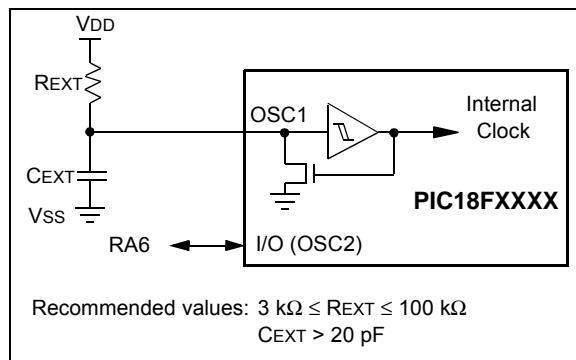 VDD
REXT
OSC1
Internal
Clock
CEXT
PIC18FXXXX
VSS
RA6
I/O (OSC2)
Recommended values: 3 kΩ ≤ REXT ≤ 100 kΩ
CEXT > 20 pF